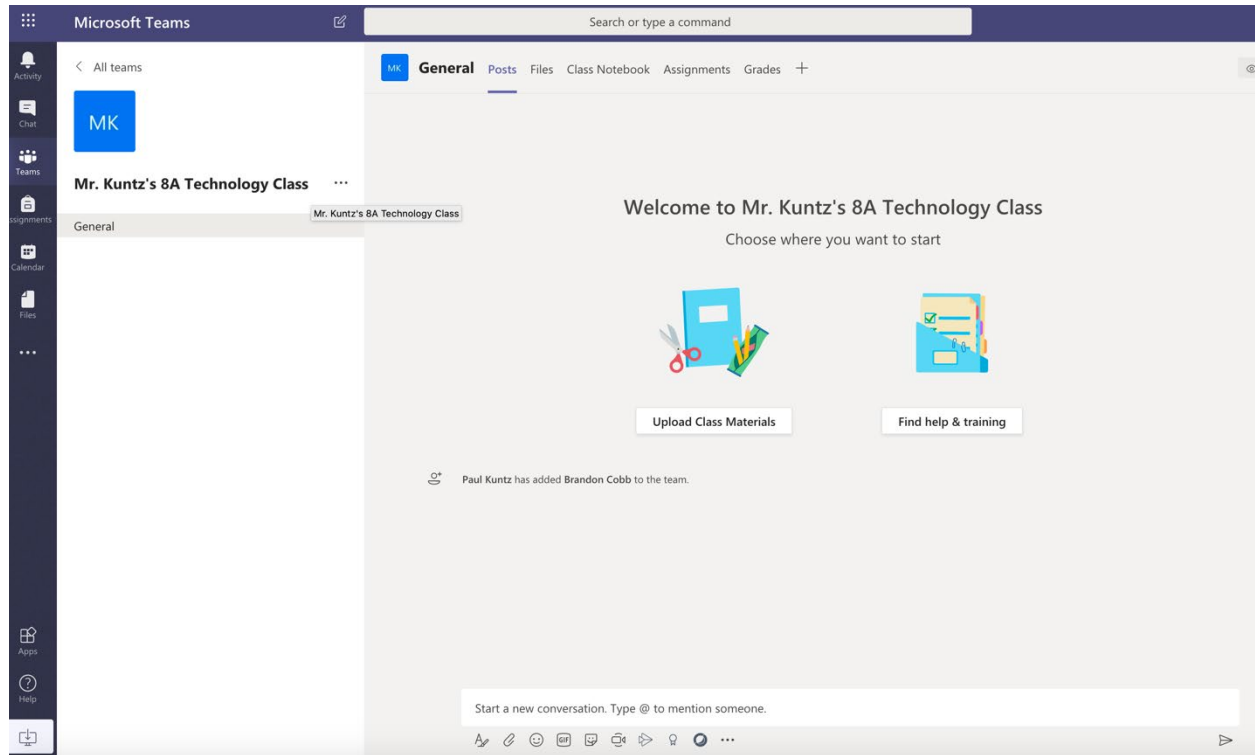 Microsoft Teams
Search or type a command
Activity
Chat
Teams
ssignments
Calendar
Files
Apps
Help
All teams
MK
Mr. Kuntz's 8A Technology Class
Mr. Kuntz's 8A Technology Class
General
MK General Posts Files Class Notebook Assignments Grades
Welcome to Mr. Kuntz's 8A Technology Class
Choose where you want to start
Upload Class Materials Find help & training
Paul Kuntz has added Brandon Cobb to the team.
Start a new conversation. Type @ to mention someone.
GIF